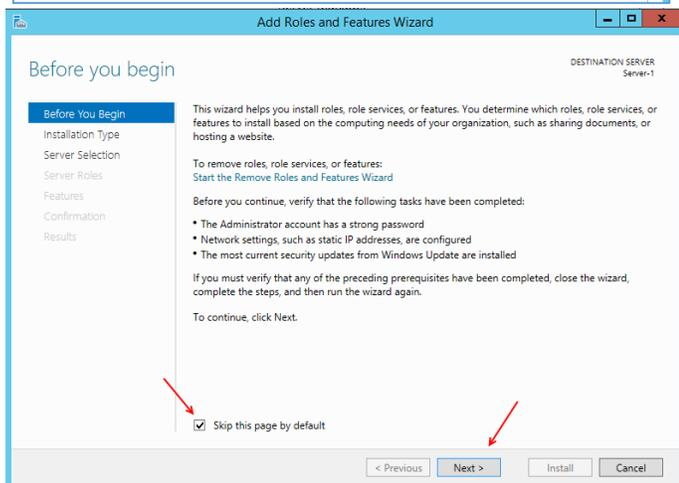 Add Roles and Features Wizard
Before you begin
DESTINATION SERVER
Server-1
Before You Begin
Installation Type
Server Selection
Server Roles
Features
Confirmation
Results
This wizard helps you install roles, role services, or features. You determine which roles, role services, or
features to install based on the computing needs of your organization, such as sharing documents, or
hosting a website.
To remove roles, role services, or features:
Start the Remove Roles and Features Wizard
Before you continue, verify that the following tasks have been completed:
• The Administrator account has a strong password
• Network settings, such as static IP addresses, are configured
• The most current security updates from Windows Update are installed
If you must verify that any of the preceding prerequisites have been completed, close the wizard,
complete the steps, and then run the wizard again.
To continue, click Next.
Skip this page by default
< Previous
Next >
Install
Cancel